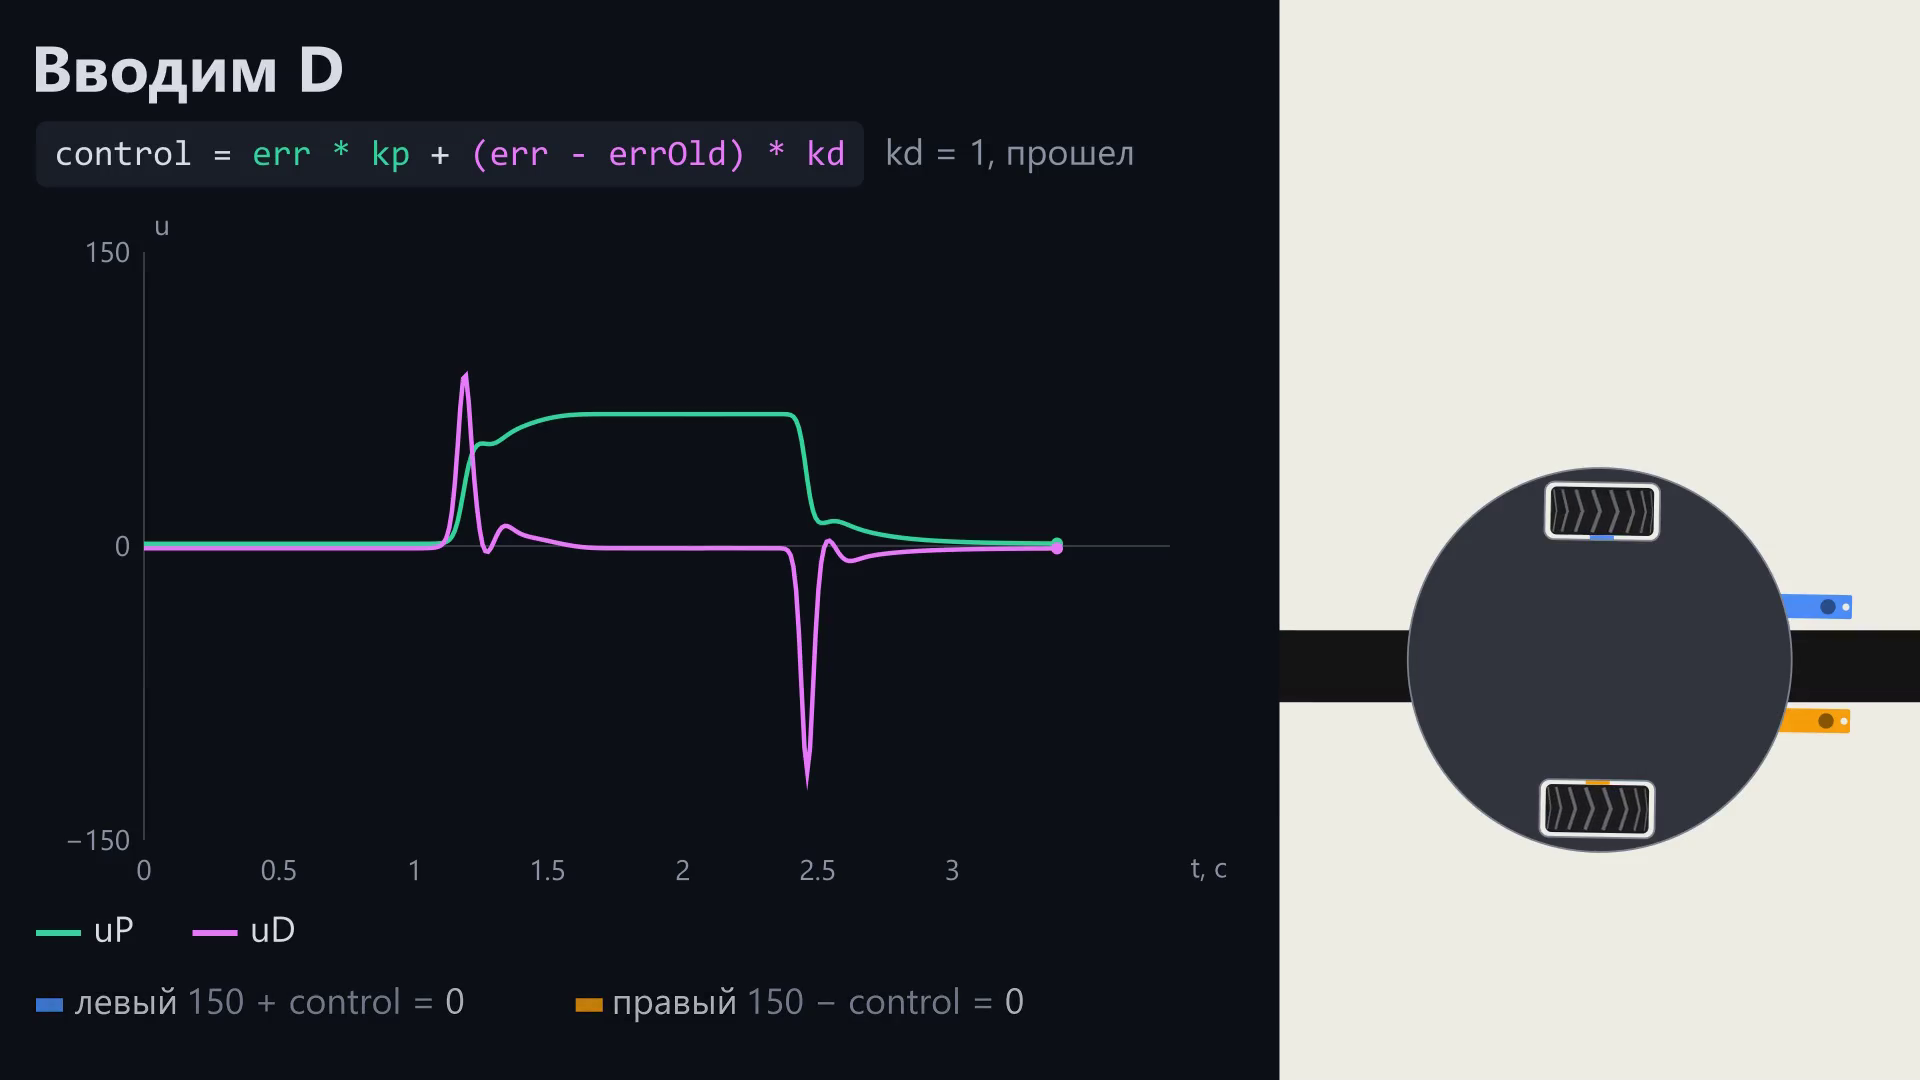 Вводим D
control = err * kp + (err - errOld) * kd kd = 1, прошел
u
150
0
−150
0 0.5 1 1.5 2 2.5 3 t, с
uP uD
левый 150 + control = 0 правый 150 − control = 0